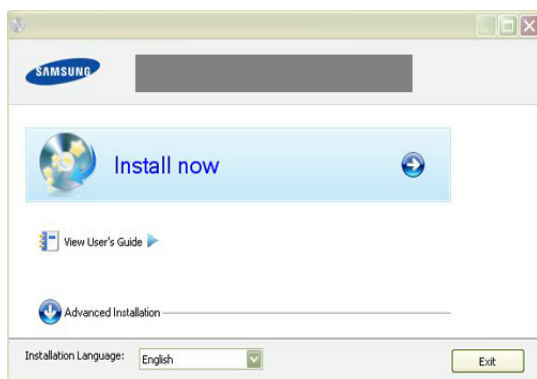 SAMSUNG
Install now
View User's Guide
Advanced Installation
Installation Language: English
Exit